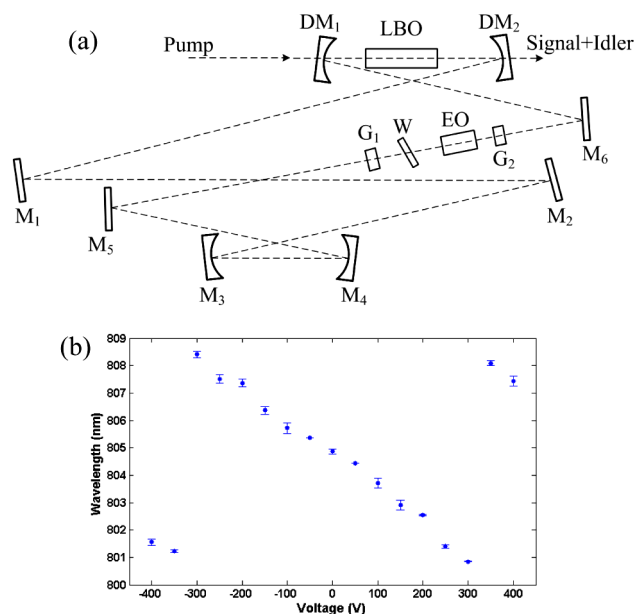 (a)
DM₁ LBO DM₂
Pump Signal+Idler
G₁ W EO G₂
M₆
M₁ M₅ M₂
M₃ M₄
(b)
809
808
807
806
805
804
803
802
801
800
Wavelength (nm)
-400 -300 -200 -100 0 100 200 300 400
Voltage (V)